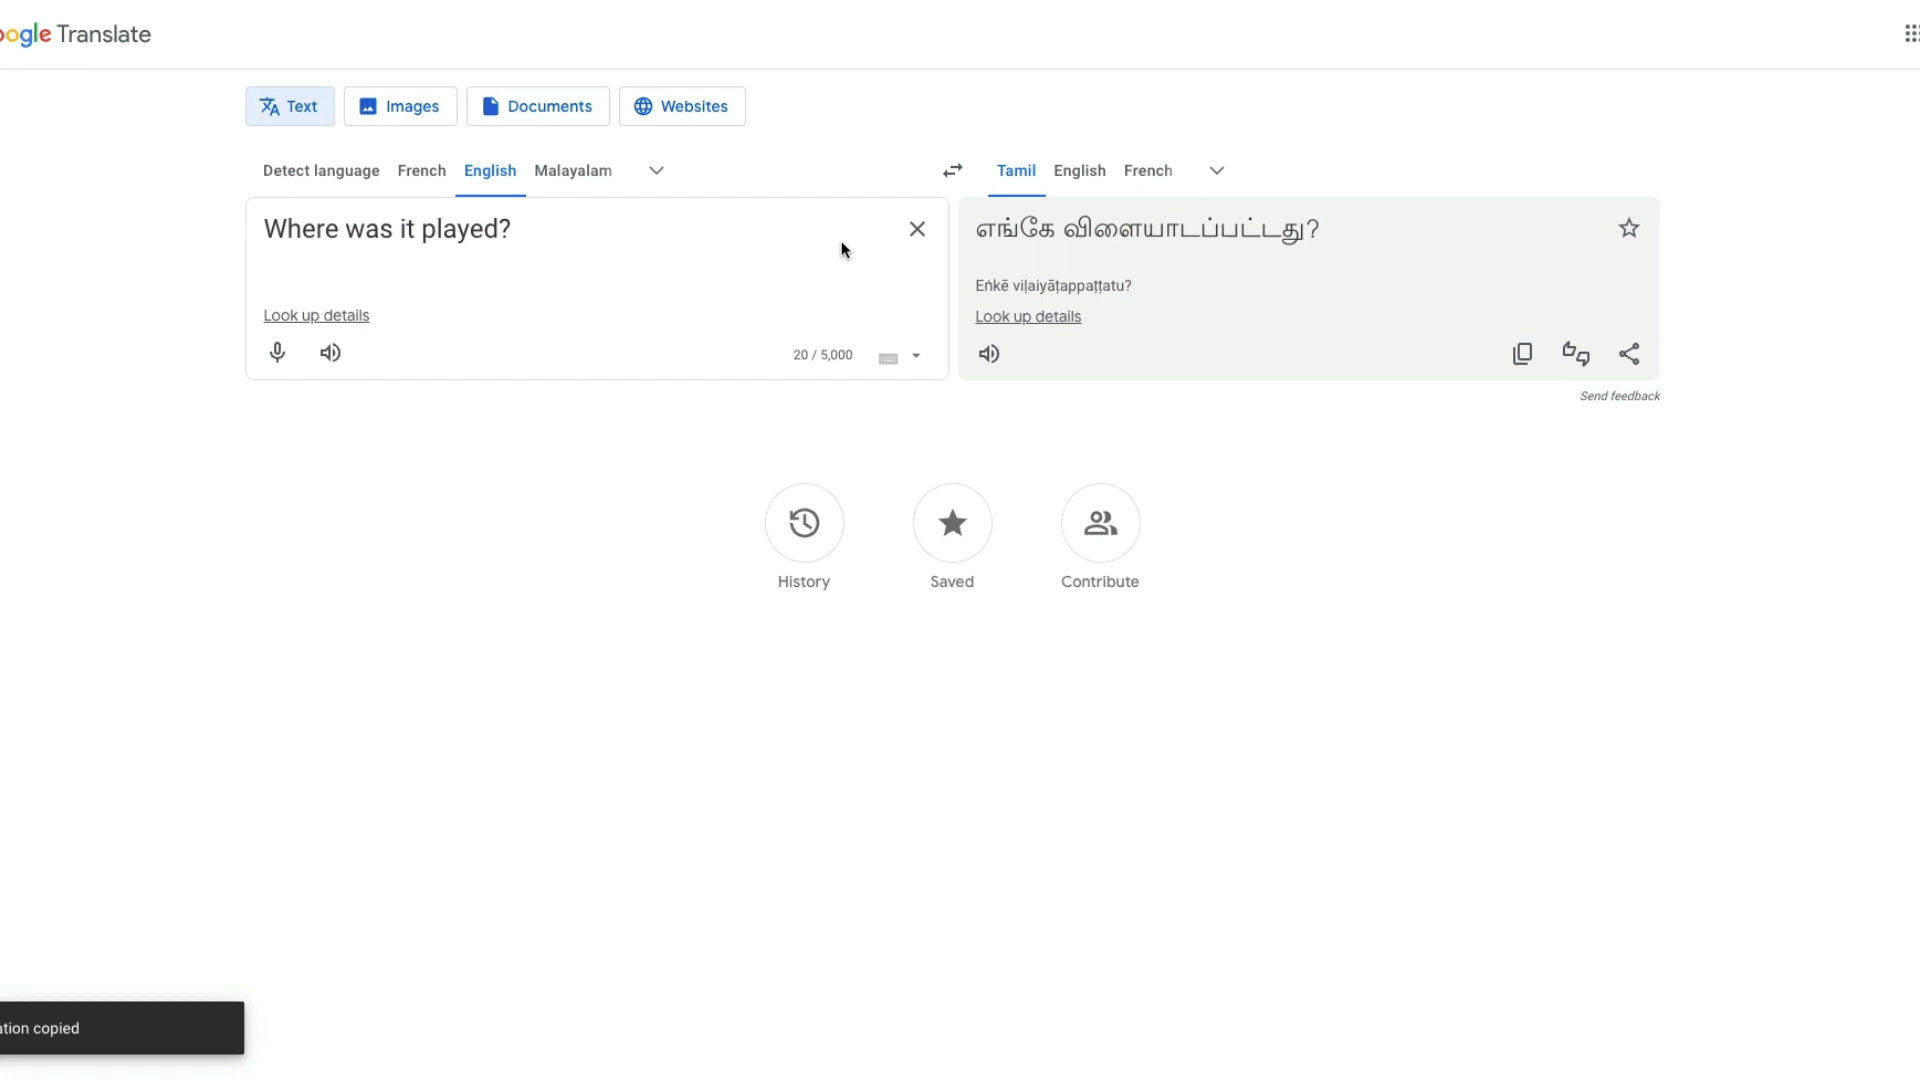 oogle Translate
Text Images Documents Websites
Detect language French English Malayalam
Tamil English French
Where was it played?
Look up details
20 / 5,000
எங்கே விளையாடப்பட்டது?
Eṅkē viḷaiyāṭappaṭṭatu?
Look up details
Send feedback
History Saved Contribute
ation copied